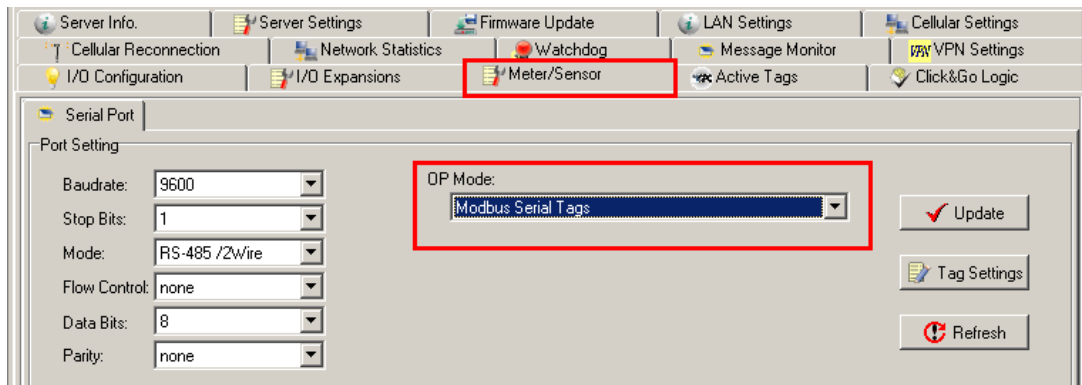 Server Info. Server Settings Firmware Update LAN Settings Cellular Settings
Cellular Reconnection Network Statistics Watchdog Message Monitor VPN VPN Settings
I/O Configuration I/O Expansions Meter/Sensor Active Tags Click&Go Logic
Serial Port
Port Setting
Baudrate: 9600
OP Mode:
Modbus Serial Tags
Stop Bits: 1
Update
Mode: RS-485 /2Wire
Flow Control: none
Tag Settings
Data Bits: 8
Refresh
Parity: none